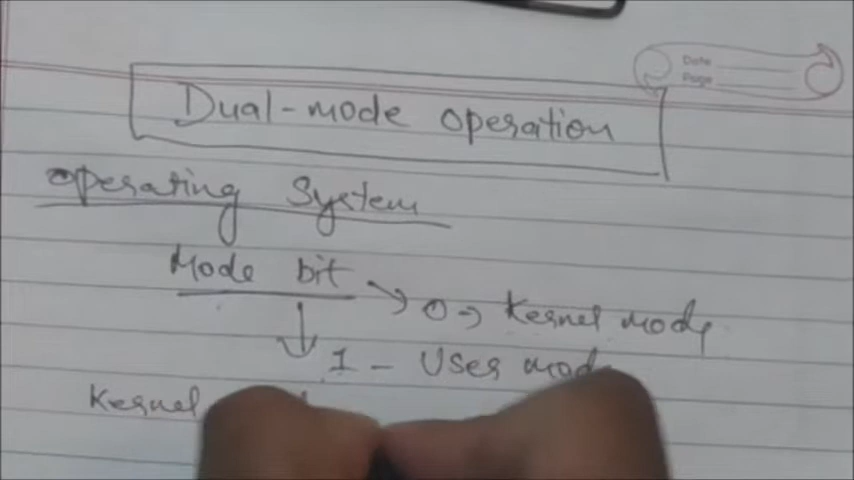 Date
Page
Dual-mode operation
Operating System
Mode bit
0 → Kernel mode
1 - User mode
Kernel